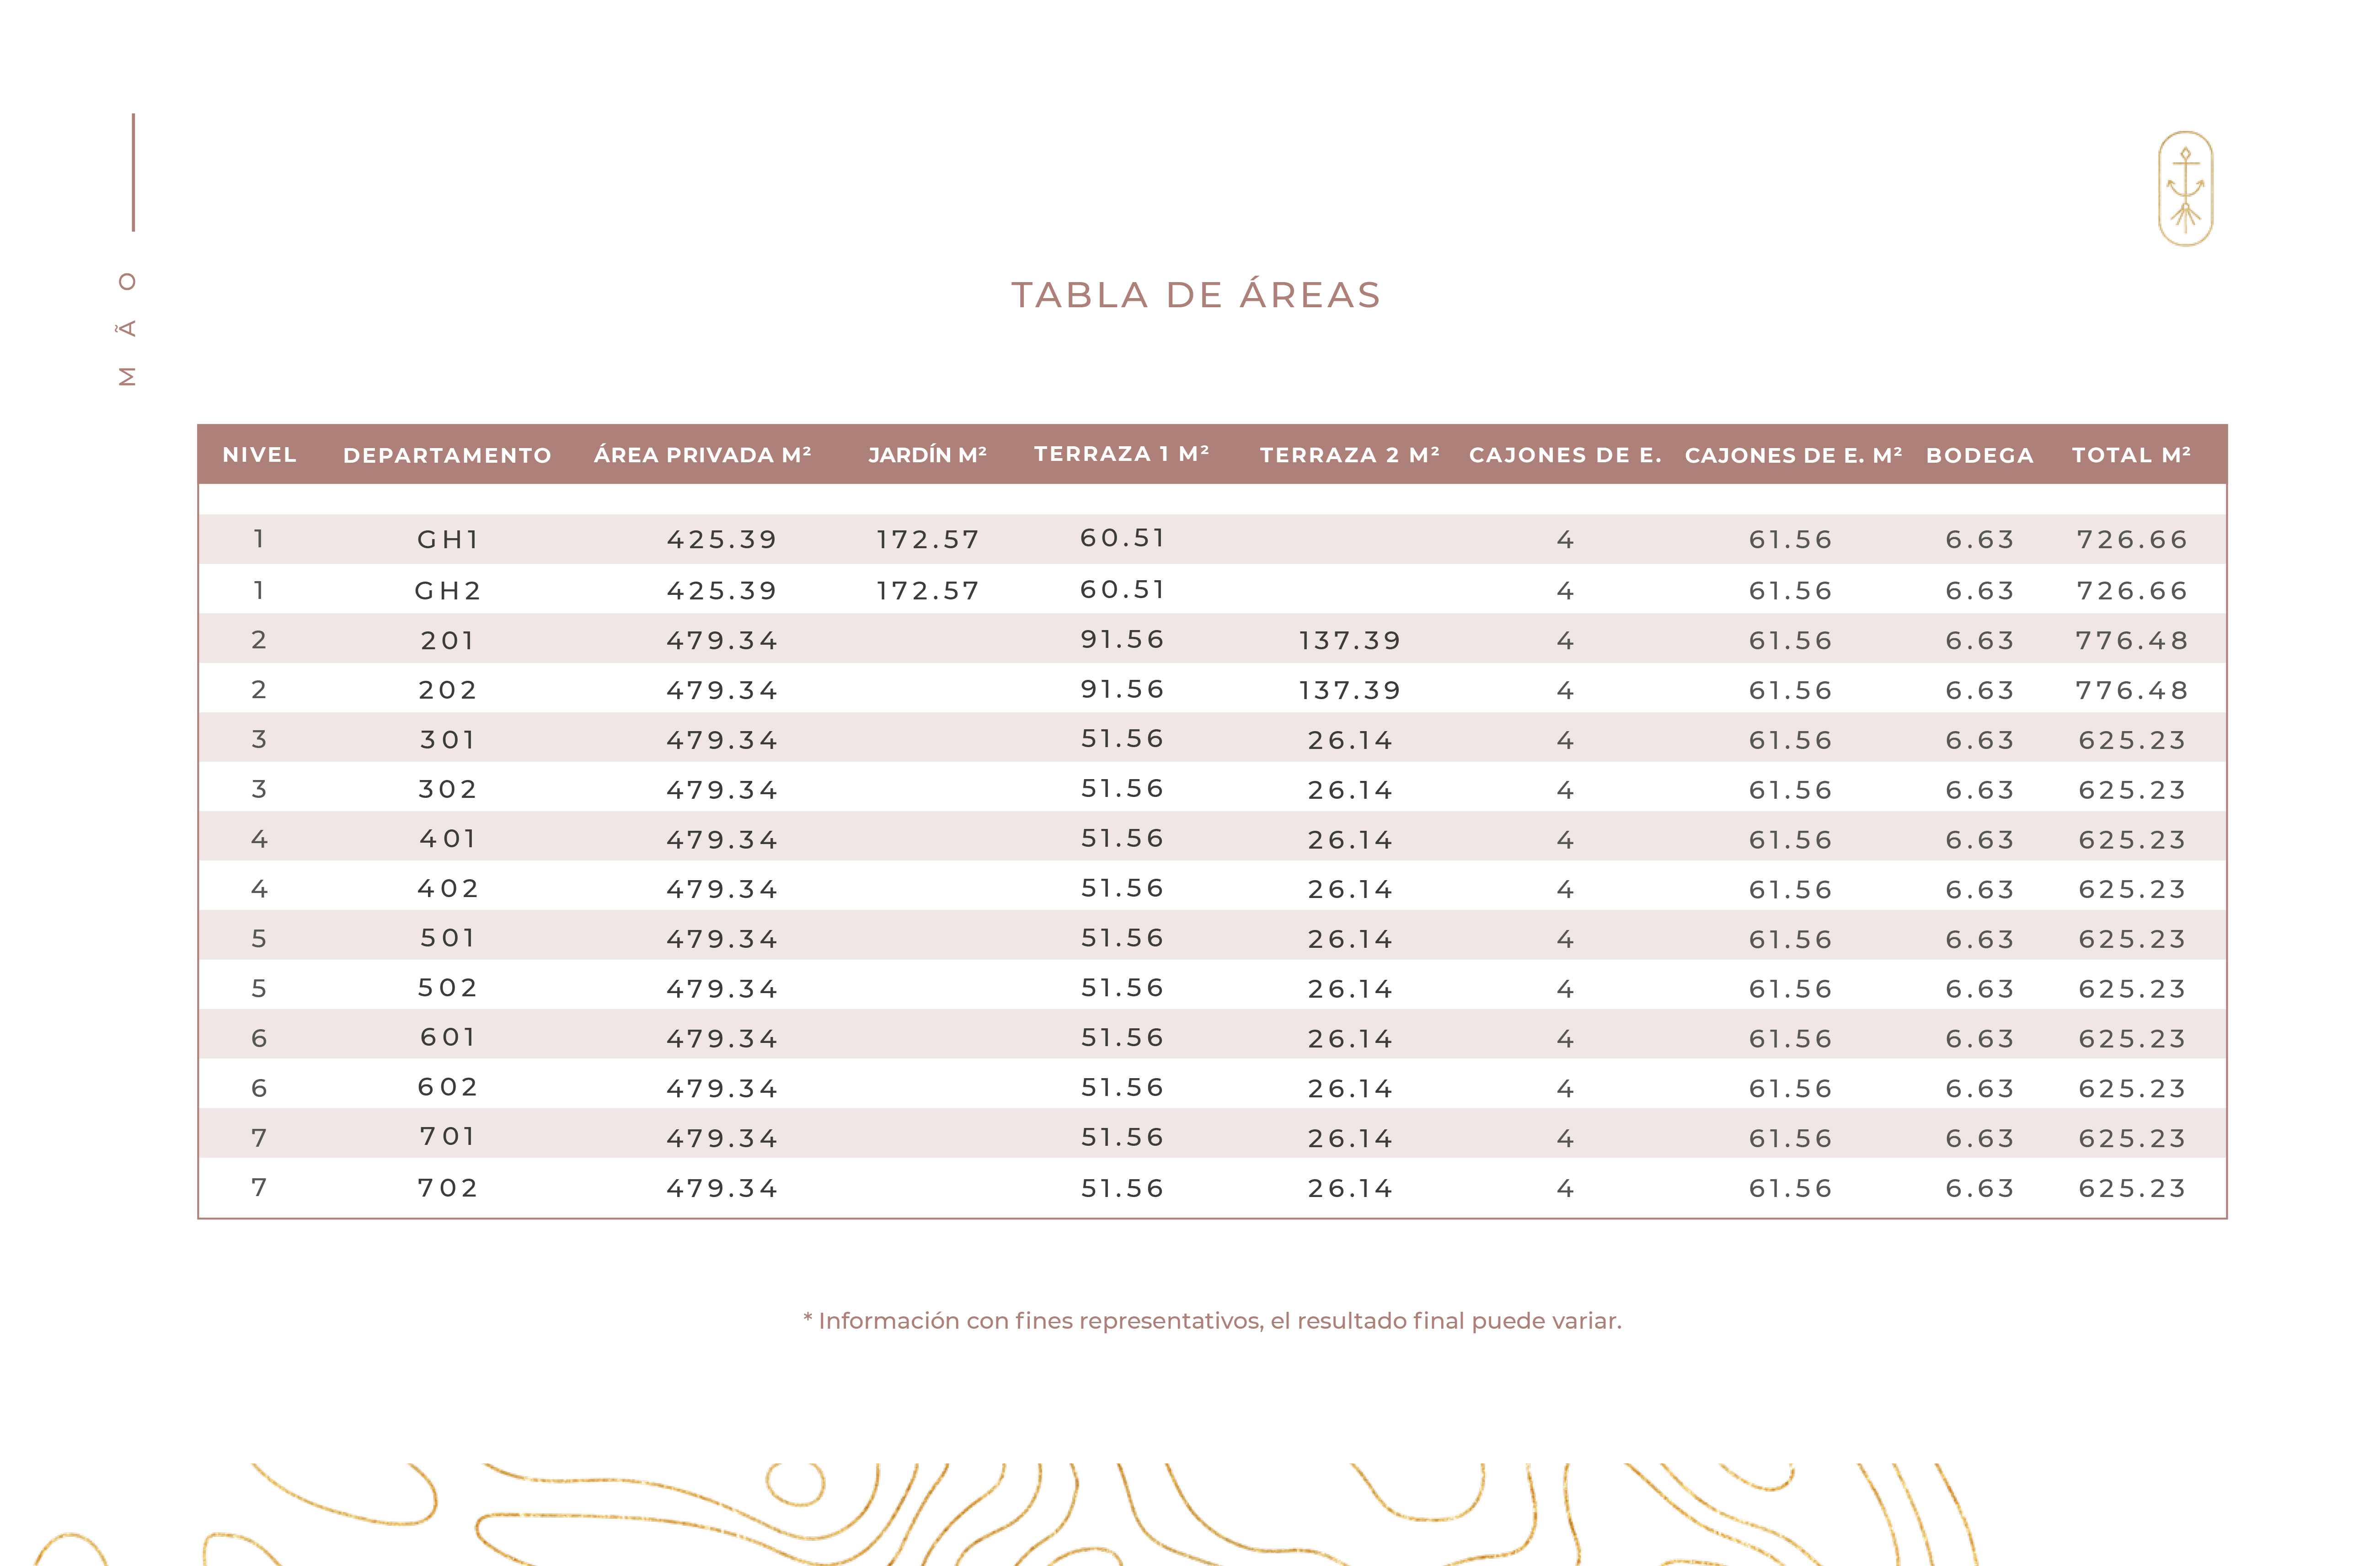 MÃO
TABLA DE ÁREAS
NIVEL DEPARTAMENTO ÁREA PRIVADA M² JARDÍN M² TERRAZA 1 M² TERRAZA 2 M² CAJONES DE E. CAJONES DE E. M² BODEGA TOTAL M²
1 GH1 425.39 172.57 60.51 4 61.56 6.63 726.66
1 GH2 425.39 172.57 60.51 4 61.56 6.63 726.66
2 201 479.34 91.56 137.39 4 61.56 6.63 776.48
2 202 479.34 91.56 137.39 4 61.56 6.63 776.48
3 301 479.34 51.56 26.14 4 61.56 6.63 625.23
3 302 479.34 51.56 26.14 4 61.56 6.63 625.23
4 401 479.34 51.56 26.14 4 61.56 6.63 625.23
4 402 479.34 51.56 26.14 4 61.56 6.63 625.23
5 501 479.34 51.56 26.14 4 61.56 6.63 625.23
5 502 479.34 51.56 26.14 4 61.56 6.63 625.23
6 601 479.34 51.56 26.14 4 61.56 6.63 625.23
6 602 479.34 51.56 26.14 4 61.56 6.63 625.23
7 701 479.34 51.56 26.14 4 61.56 6.63 625.23
7 702 479.34 51.56 26.14 4 61.56 6.63 625.23
* Información con fines representativos, el resultado final puede variar.